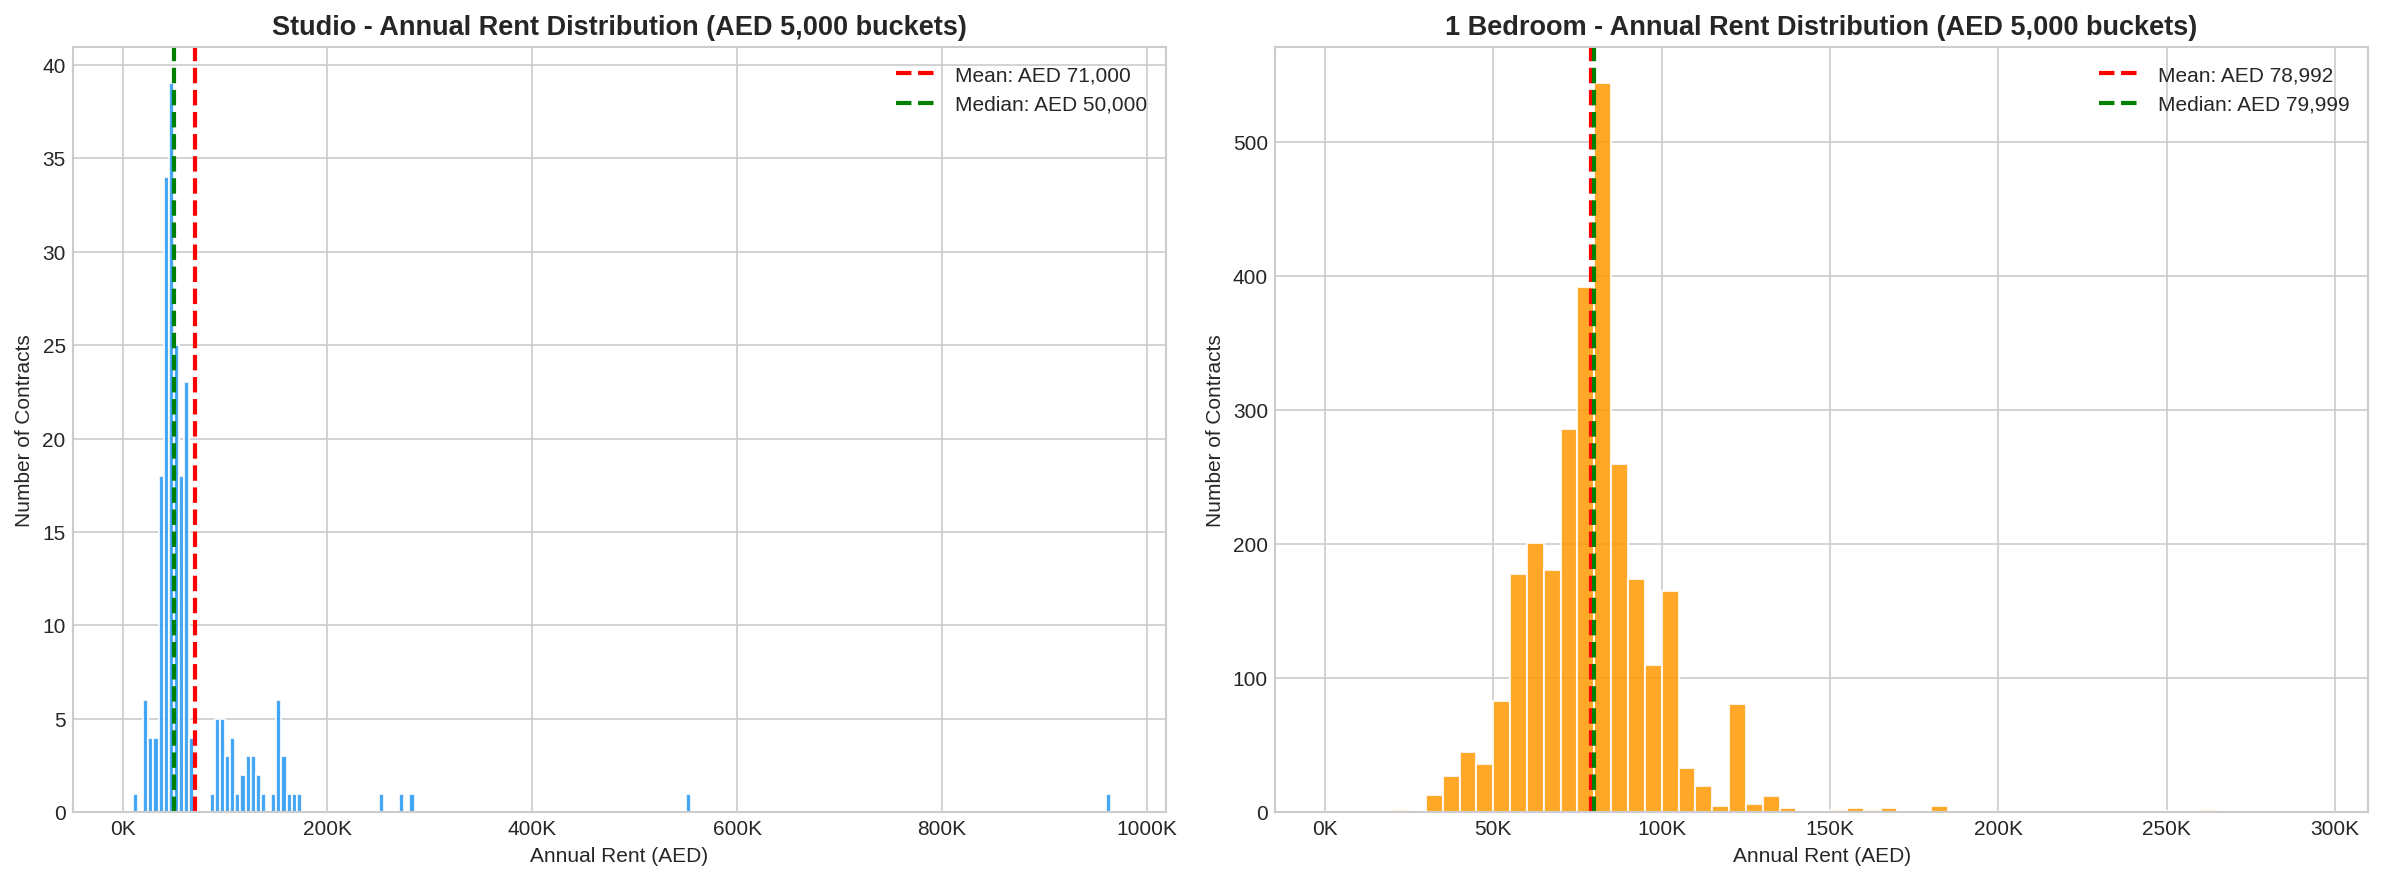 Studio - Annual Rent Distribution (AED 5,000 buckets)
Mean: AED 71,000
Median: AED 50,000
Number of Contracts
40
35
30
25
20
15
10
5
0
0K 200K 400K 600K 800K 1000K
Annual Rent (AED)
1 Bedroom - Annual Rent Distribution (AED 5,000 buckets)
Mean: AED 78,992
Median: AED 79,999
Number of Contracts
500
400
300
200
100
0
0K 50K 100K 150K 200K 250K 300K
Annual Rent (AED)